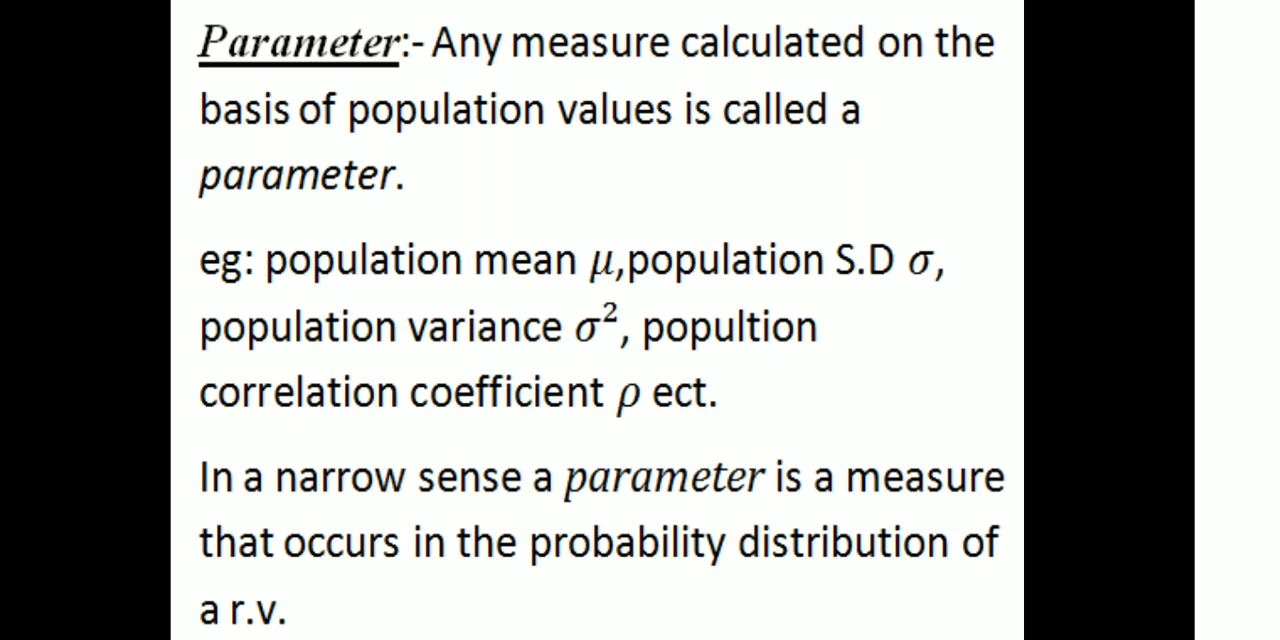 Parameter:- Any measure calculated on the
basis of population values is called a
parameter.
eg: population mean μ,population S.D σ,
population variance σ², popultion
correlation coefficient ρ ect.
In a narrow sense a parameter is a measure
that occurs in the probability distribution of
a r.v.